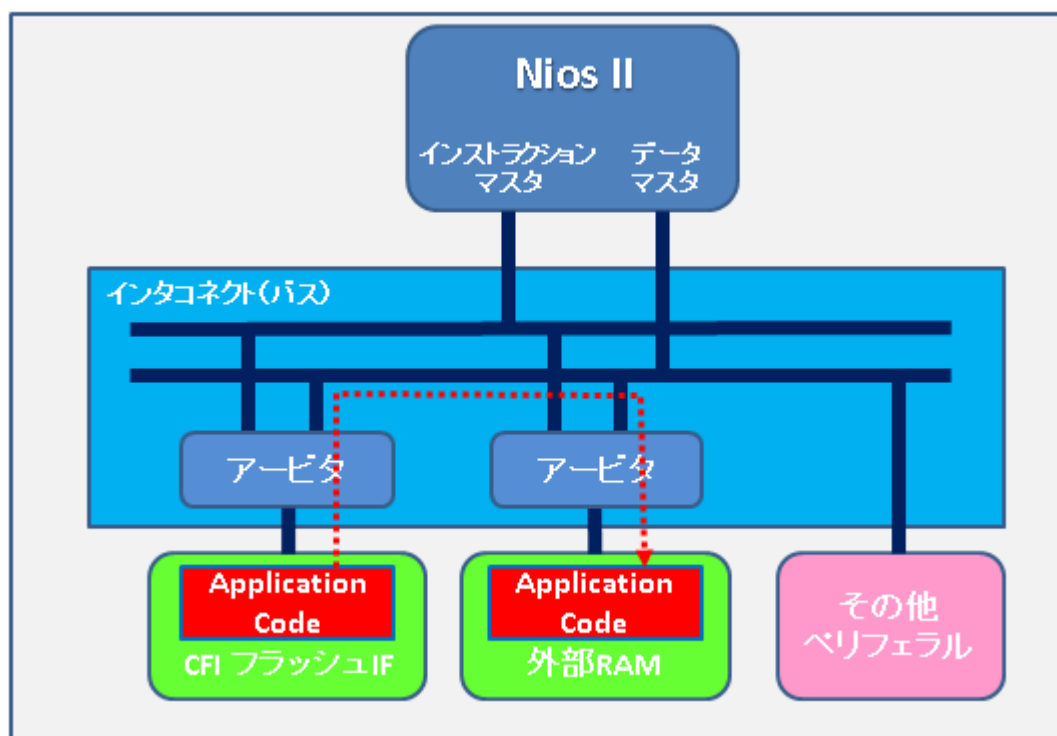 Nios II
インストラクション
マスタ
データ
マスタ
インタコネクト(バス)
アービタ
アービタ
Application
Code
CFI フラッシュIF
Application
Code
外部RAM
その他
ペリフェラル